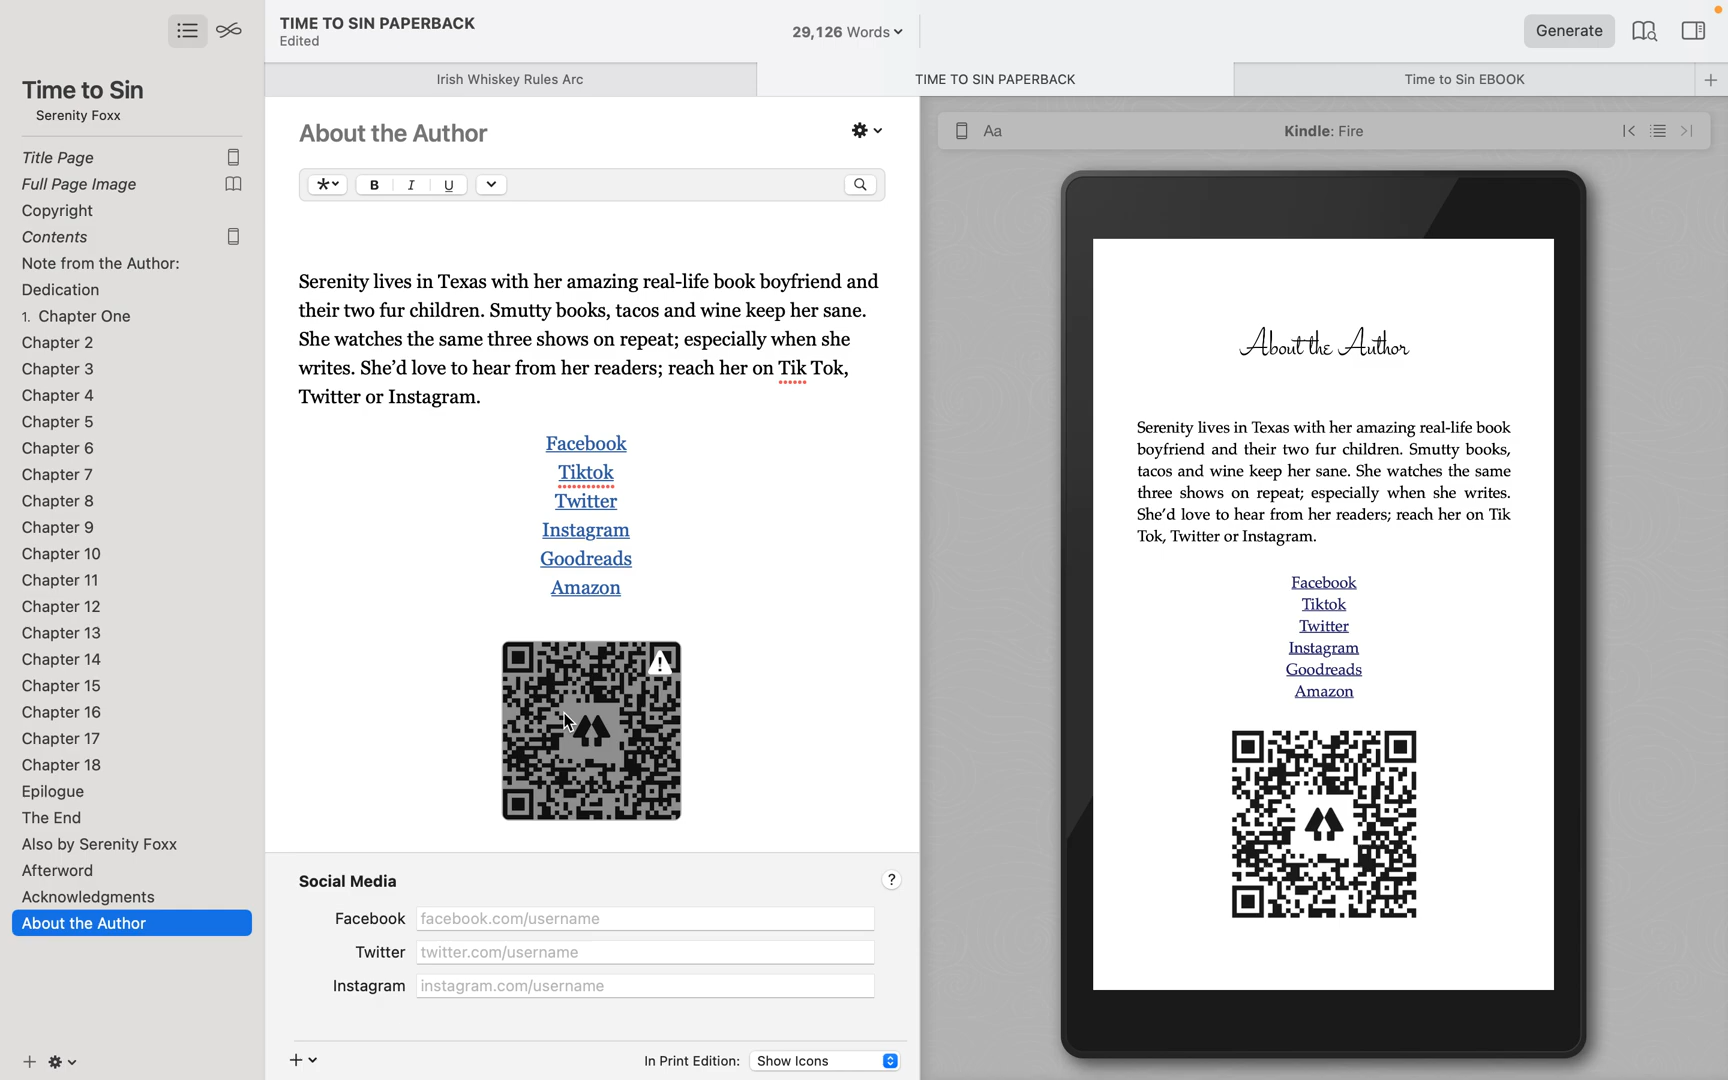 TIME TO SIN PAPERBACK
Edited
29,126 Words
Generate
Irish Whiskey Rules Arc
TIME TO SIN PAPERBACK
Time to Sin EBOOK
Time to Sin
Serenity Foxx
Title Page
Full Page Image
Copyright
Contents
Note from the Author:
Dedication
1. Chapter One
Chapter 2
Chapter 3
Chapter 4
Chapter 5
Chapter 6
Chapter 7
Chapter 8
Chapter 9
Chapter 10
Chapter 11
Chapter 12
Chapter 13
Chapter 14
Chapter 15
Chapter 16
Chapter 17
Chapter 18
Epilogue
The End
Also by Serenity Foxx
Afterword
Acknowledgments
About the Author
About the Author
B I U
Serenity lives in Texas with her amazing real-life book boyfriend and
their two fur children. Smutty books, tacos and wine keep her sane.
She watches the same three shows on repeat; especially when she
writes. She’d love to hear from her readers; reach her on Tik Tok,
Twitter or Instagram.
Facebook
Tiktok
Twitter
Instagram
Goodreads
Amazon
Social Media
?
Facebook facebook.com/username
Twitter twitter.com/username
Instagram instagram.com/username
In Print Edition: Show Icons
Aa
Kindle: Fire
About the Author
Serenity lives in Texas with her amazing real-life book
boyfriend and their two fur children. Smutty books,
tacos and wine keep her sane. She watches the same
three shows on repeat; especially when she writes.
She’d love to hear from her readers; reach her on Tik
Tok, Twitter or Instagram.
Facebook
Tiktok
Twitter
Instagram
Goodreads
Amazon